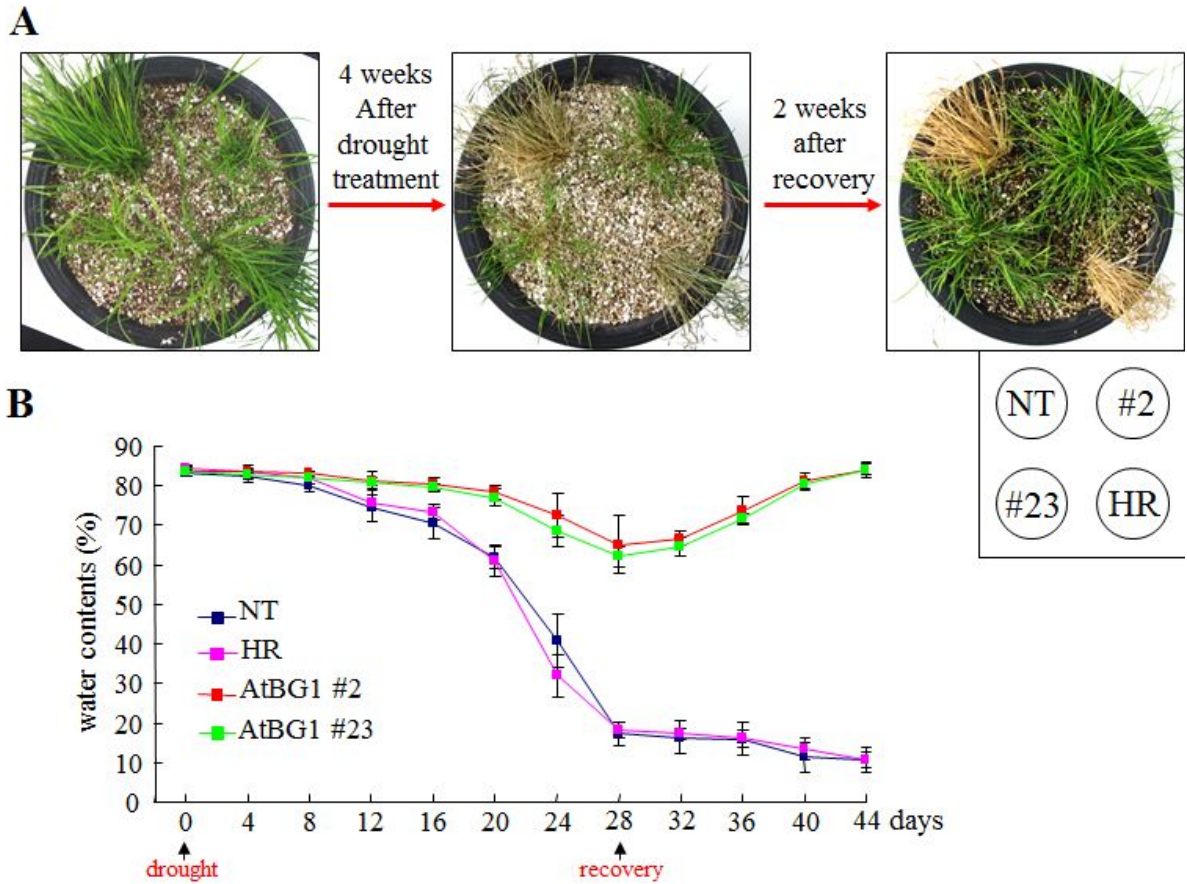 A
4 weeks
After
drought
treatment
2 weeks
after
recovery
NT #2
#23 HR
B
water contents (%)
90
80
70
60
50
40
30
20
10
0
NT
HR
AtBG1 #2
AtBG1 #23
0 4 8 12 16 20 24 28 32 36 40 44 days
drought recovery